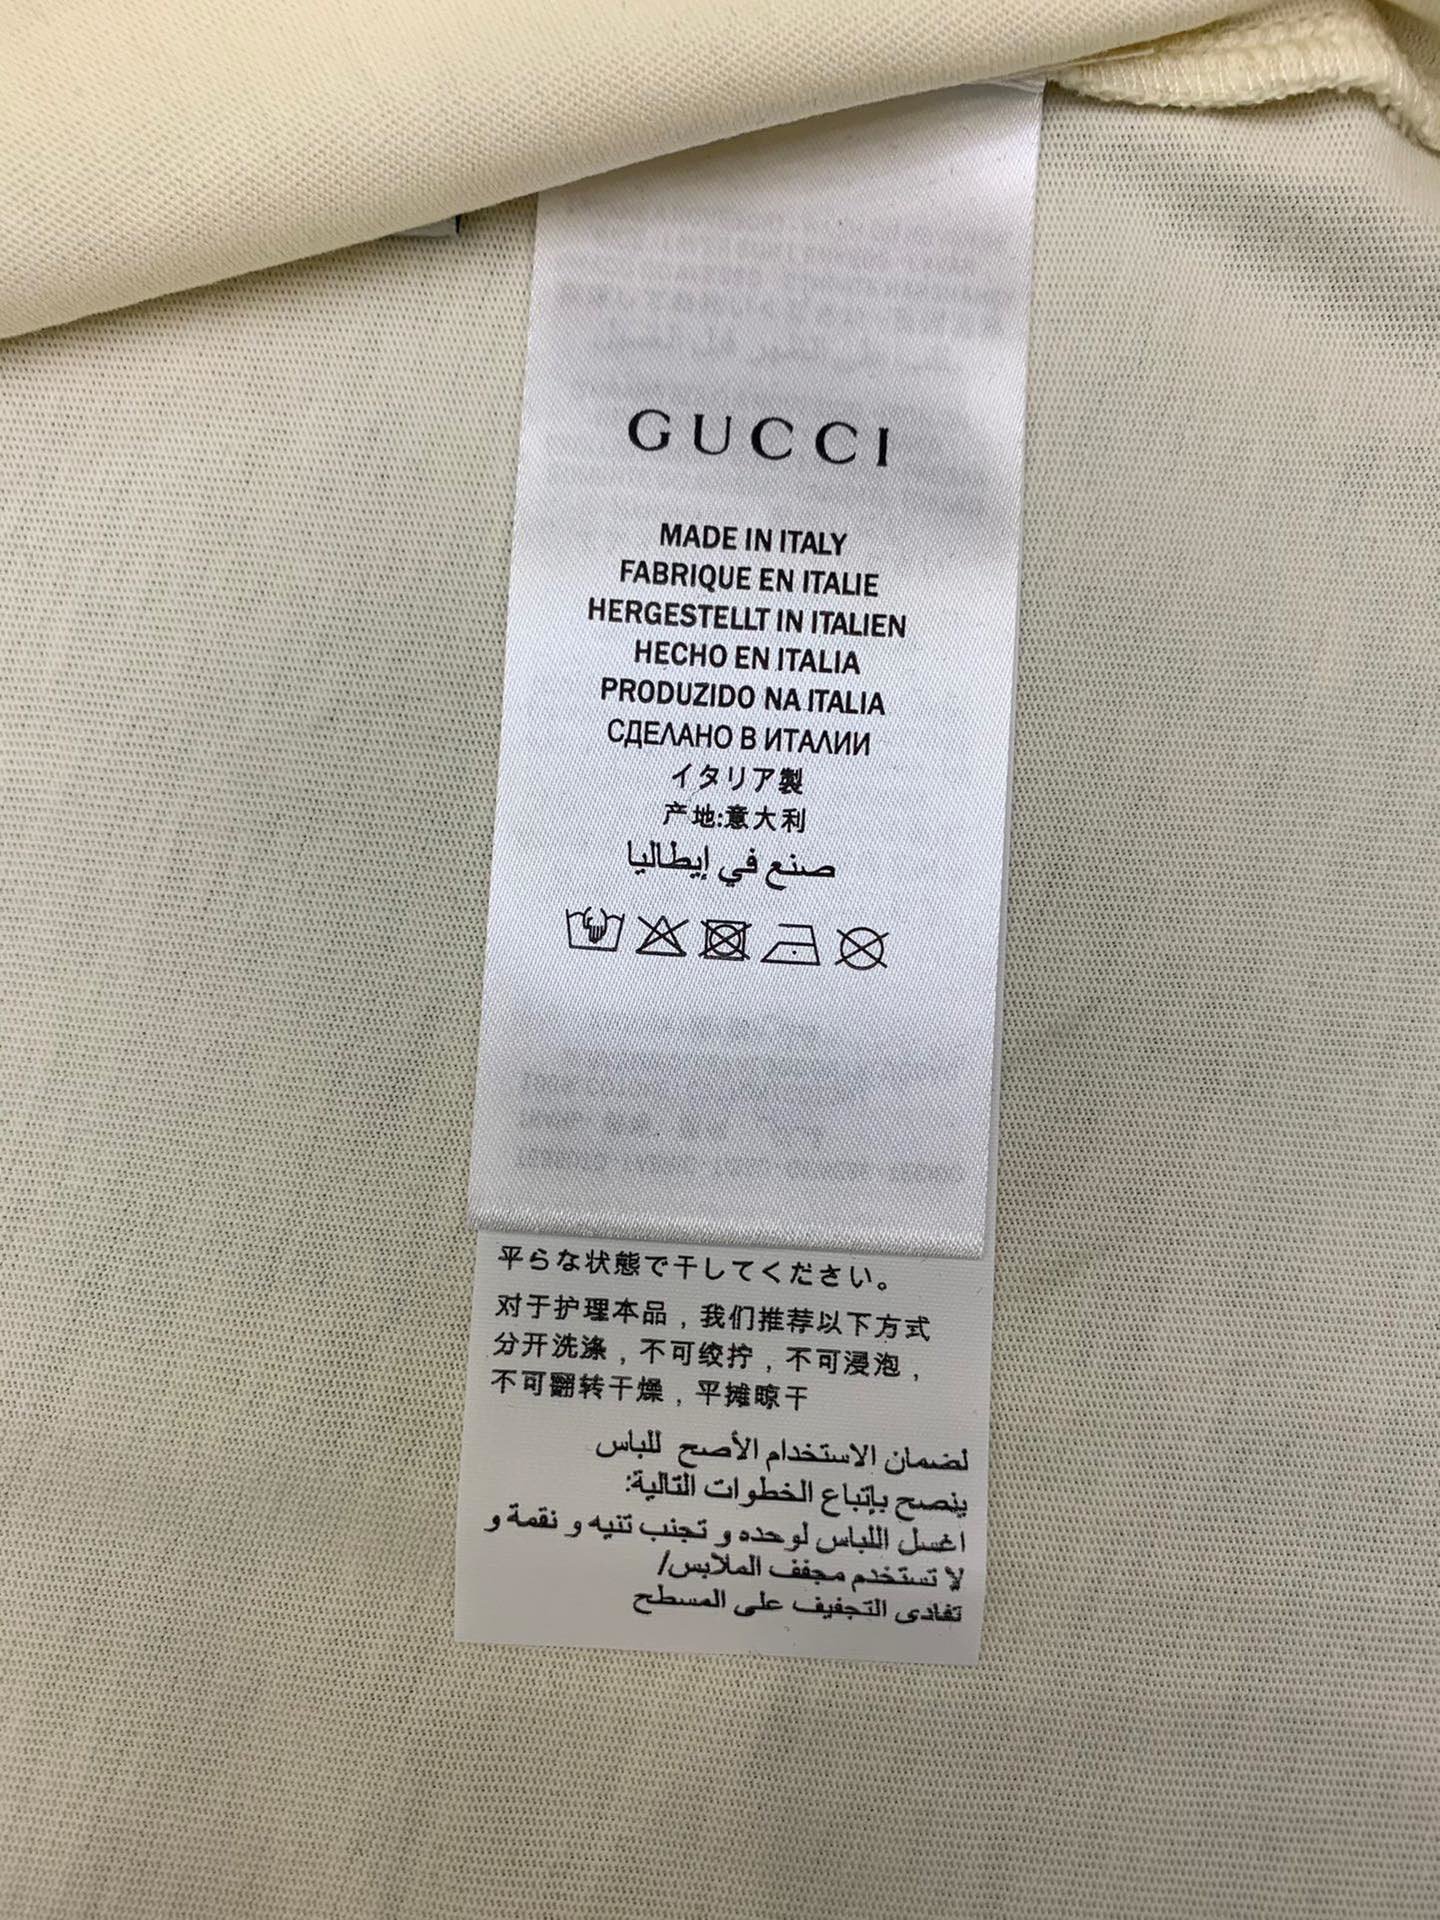 GUCCI
MADE IN ITALY
FABRIQUE EN ITALIE
HERGESTELLT IN ITALIEN
HECHO EN ITALIA
PRODUZIDO NA ITALIA
СДЕЛАНО В ИТАЛИИ
イタリア製
产地:意大利
صنع في إيطاليا
平らな状態で干してください。
对于护理本品，我们推荐以下方式
分开洗涤，不可绞拧，不可浸泡，
不可翻转干燥，平摊晾干
لضمان الاستخدام الأصح للباس
ينصح بإتباع الخطوات التالية:
اغسل اللباس لوحده و تجنب تنيه و نقمة و
لا تستخدم مجفف الملابس/
تفادى التجفيف على المسطح